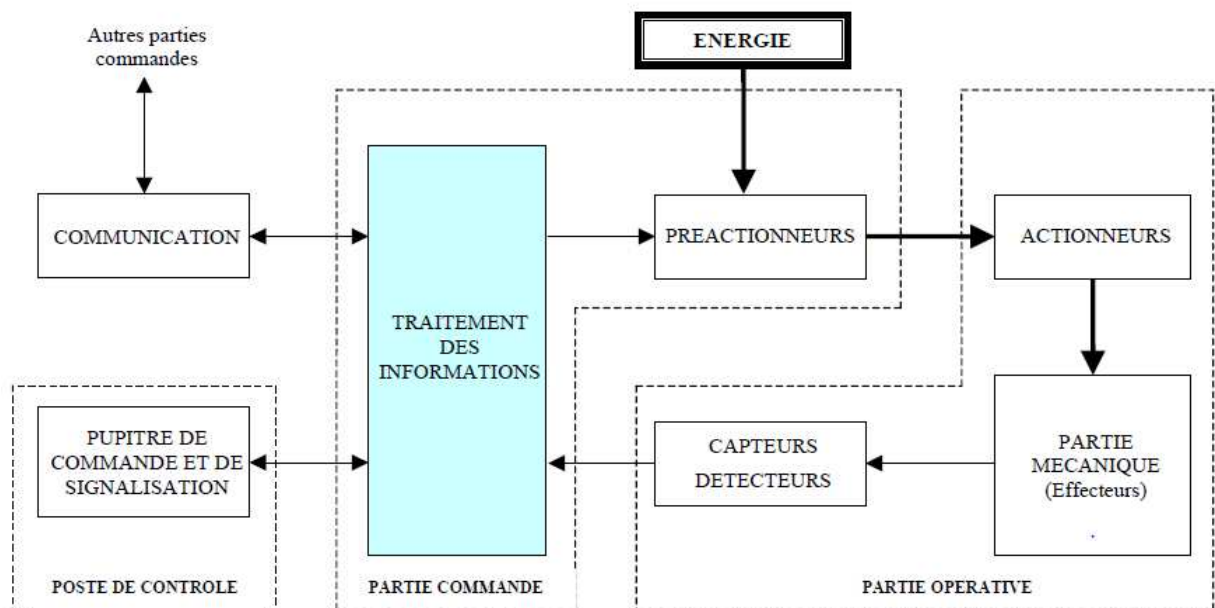 Autres parties
commandes
ENERGIE
COMMUNICATION
TRAITEMENT
DES
INFORMATIONS
PREACTIONNEURS
ACTIONNEURS
PUPITRE DE
COMMANDE ET DE
SIGNALISATION
CAPTEURS
DETECTEURS
PARTIE
MECANIQUE
(Effecteurs)
POSTE DE CONTROLE
PARTIE COMMANDE
PARTIE OPERATIVE